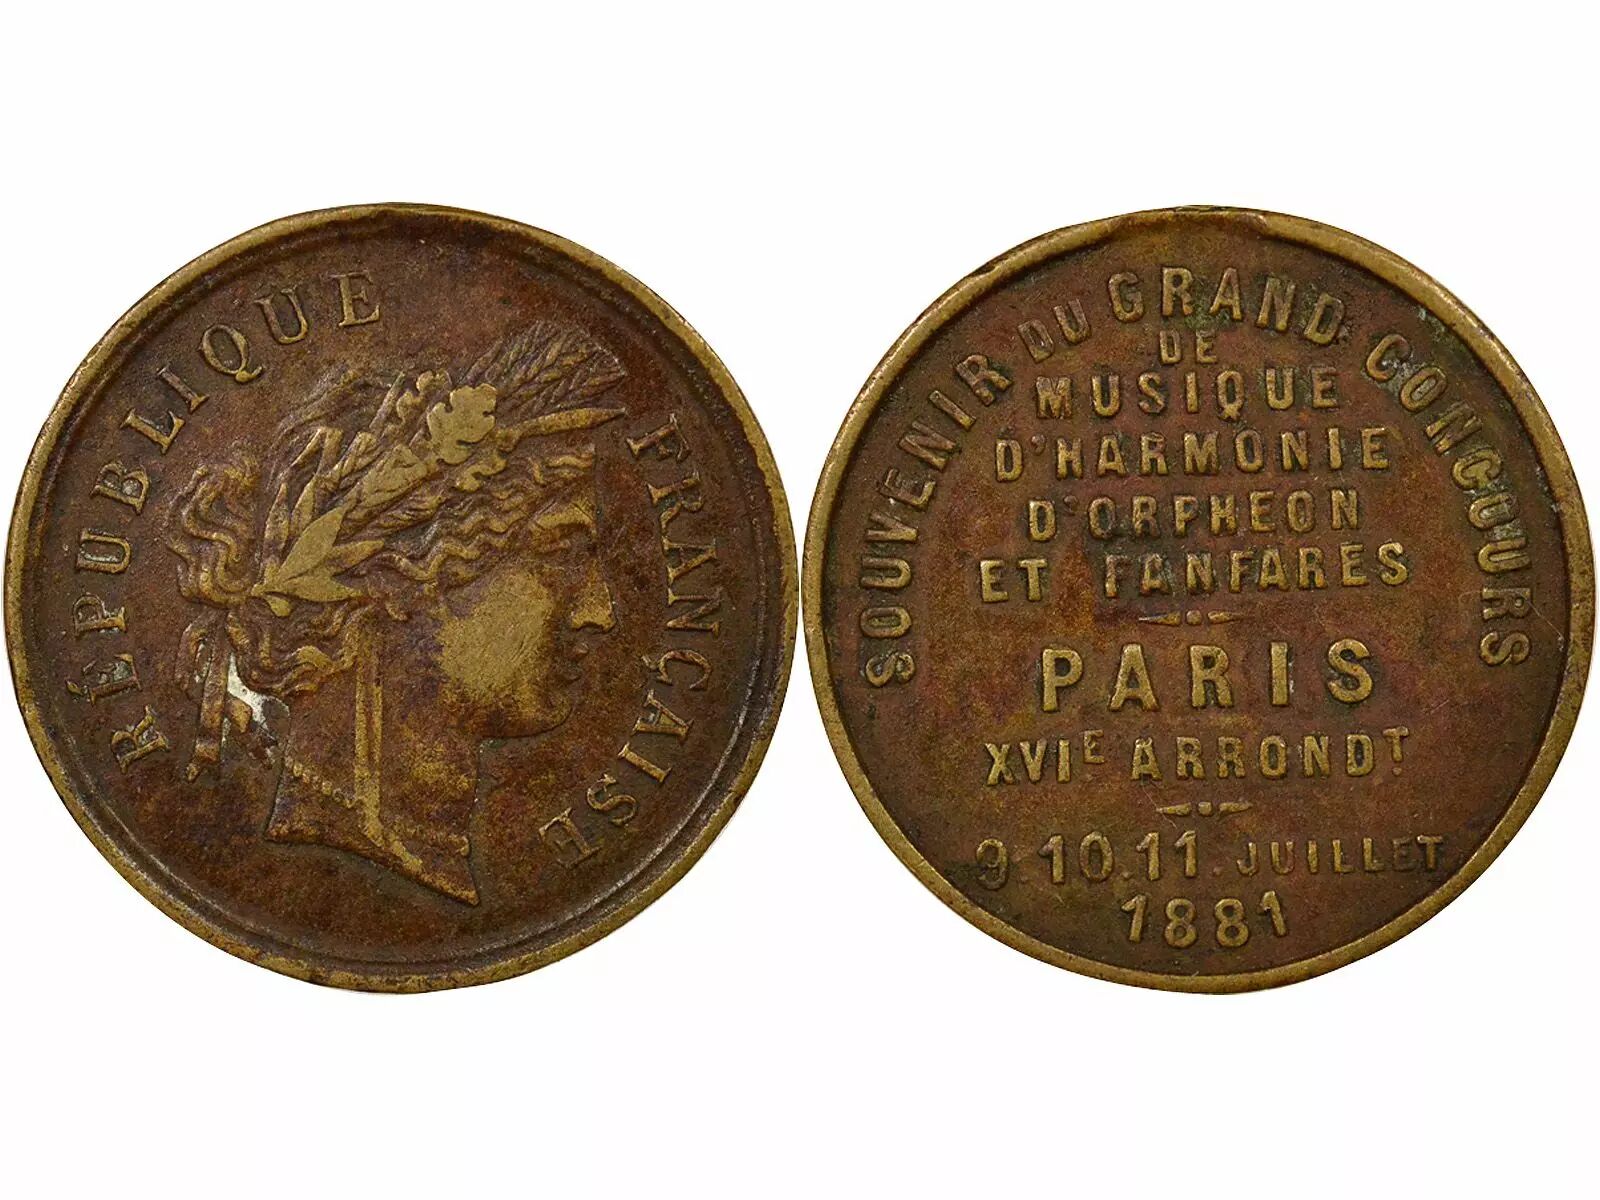 RÉPUBLIQUE FRANÇAISE
SOUVENIR DU GRAND CONCOURS
DE
MUSIQUE
D'HARMONIE
D'ORPHEON
ET FANFARES
PARIS
XVIE ARRONDT
9.10.11.JUILLET
1881